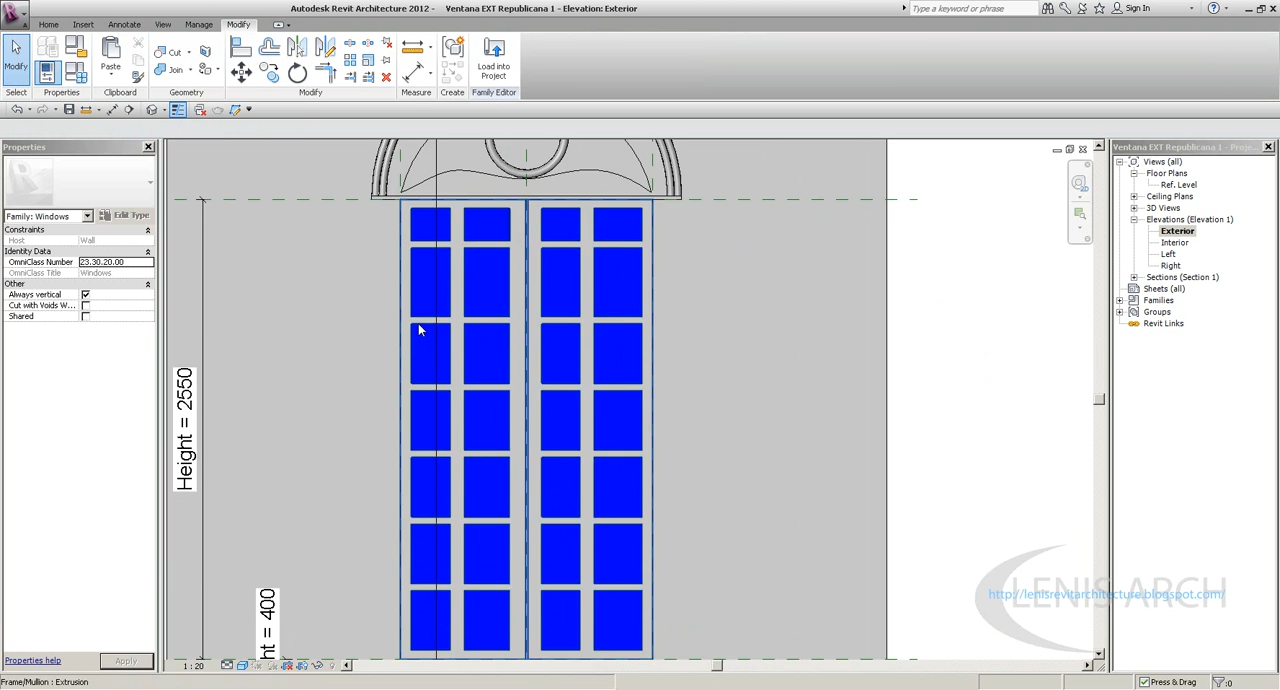 Autodesk Revit Architecture 2012 - Ventana EXT Republicana 1 - Elevation: Exterior
Type a keyword or phrase
Sign In
Home Insert Annotate View Manage Modify
Modify
Paste
Cut
Join
Load into
Project
Select Properties Clipboard Geometry Modify Measure Create Family Editor
Properties
Family: Windows
Edit Type
Constraints
Host Wall
Identity Data
OmniClass Number 23.30.20.00
OmniClass Title Windows
Other
Always vertical
Cut with Voids W...
Shared
Properties help
Apply
Height = 2550
ht = 400
Ventana EXT Republicana 1 - Proje...
Views (all)
Floor Plans
Ref. Level
Ceiling Plans
3D Views
Elevations (Elevation 1)
Exterior
Interior
Left
Right
Sections (Section 1)
Sheets (all)
Families
Groups
Revit Links
LENIS ARCH
http://lenisrevitarchitecture.blogspot.com/
1 : 20
Frame/Mullion : Extrusion
Press & Drag
:0